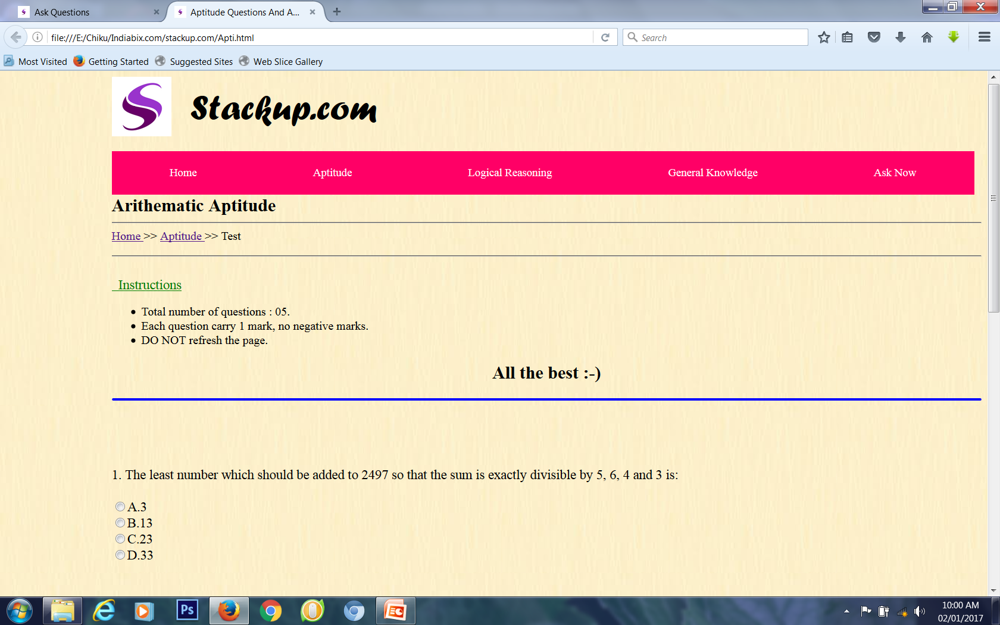 Ask Questions
Aptitude Questions And A...
file:///E:/Chiku/Indiabix.com/stackup.com/Apti.html
Search
Most Visited Getting Started Suggested Sites Web Slice Gallery
Stackup.com
Home Aptitude Logical Reasoning General Knowledge Ask Now
Arithematic Aptitude
Home >> Aptitude >> Test
Instructions
Total number of questions : 05.
Each question carry 1 mark, no negative marks.
DO NOT refresh the page.
All the best :-)
1. The least number which should be added to 2497 so that the sum is exactly divisible by 5, 6, 4 and 3 is:
A.3
B.13
C.23
D.33
Ps
10:00 AM
02/01/2017